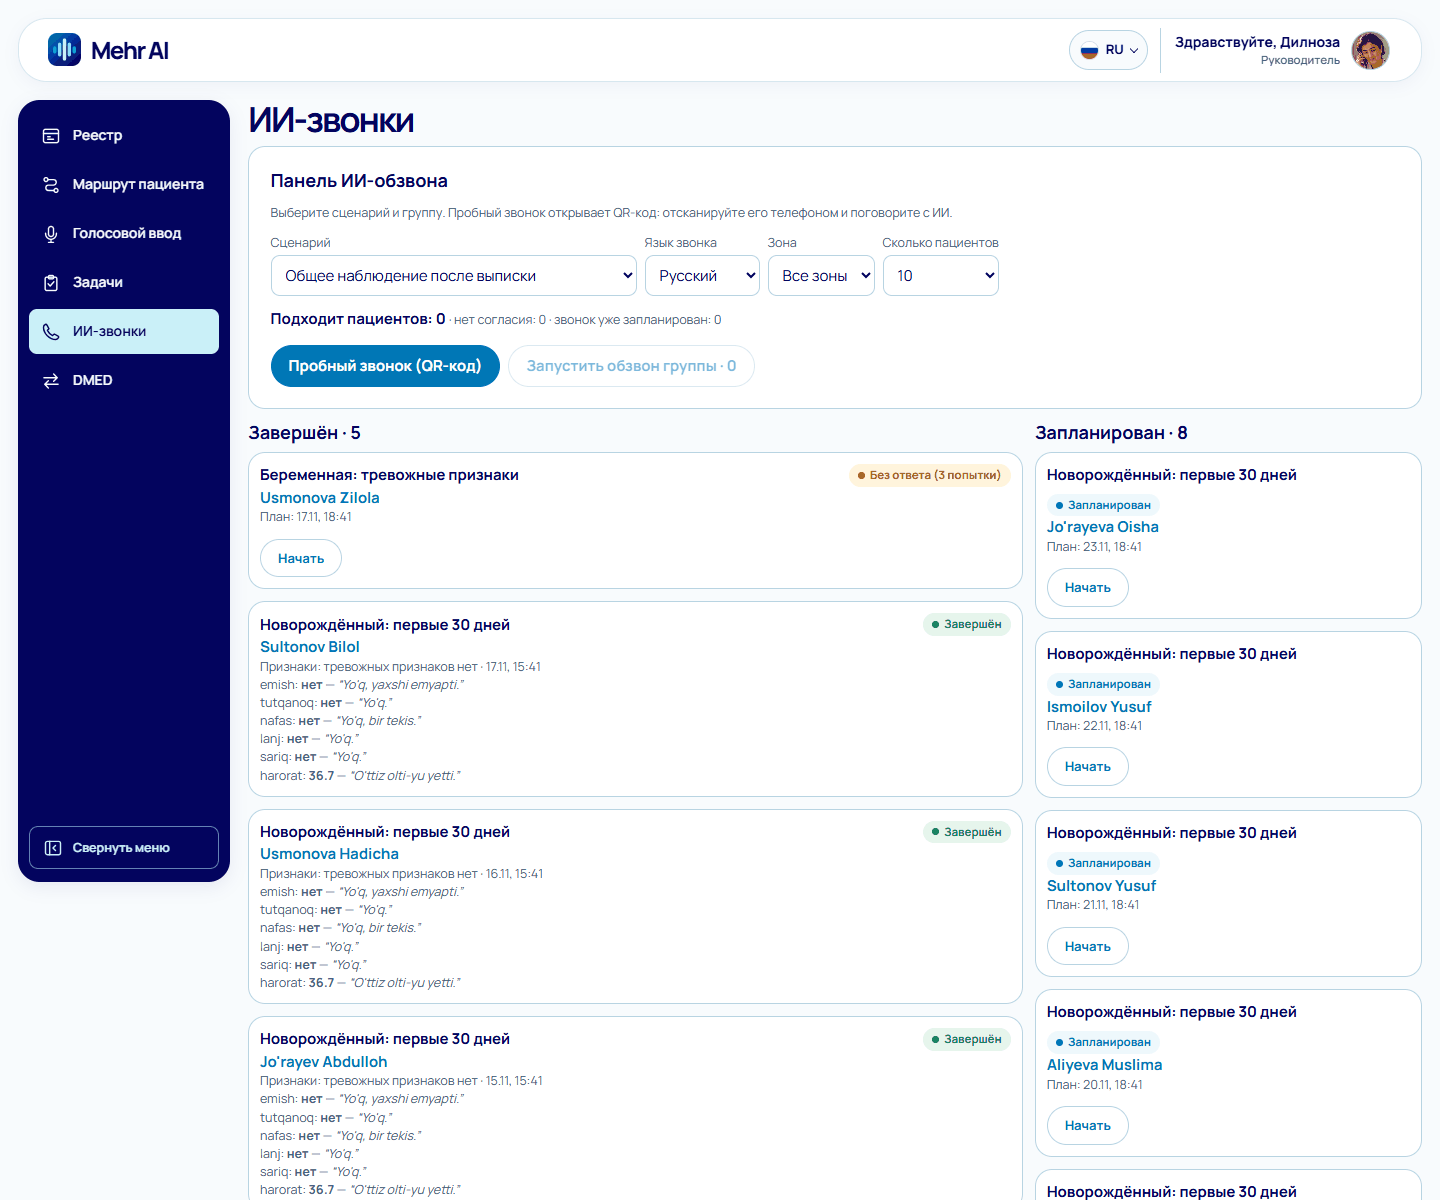 Mehr AI
RU
Здравствуйте, Дилноза
Руководитель
Реестр
Маршрут пациента
Голосовой ввод
Задачи
ИИ-звонки
DMED
Свернуть меню
ИИ-звонки
Панель ИИ-обзвона
Выберите сценарий и группу. Пробный звонок открывает QR-код: отсканируйте его телефоном и поговорите с ИИ.
Сценарий
Язык звонка
Зона
Сколько пациентов
Общее наблюдение после выписки
Русский
Все зоны
10
Подходит пациентов: 0 · нет согласия: 0 · звонок уже запланирован: 0
Пробный звонок (QR-код)
Запустить обзвон группы · 0
Завершён · 5
Беременная: тревожные признаки
Без ответа (3 попытки)
Usmonova Zilola
План: 17.11, 18:41
Начать
Новорождённый: первые 30 дней
Завершён
Sultonov Bilol
Признаки: тревожных признаков нет · 17.11, 15:41
emish: нет — “Yo'q, yaxshi emyapti.”
tutqanoq: нет — “Yo'q.”
nafas: нет — “Yo'q, bir tekis.”
lanj: нет — “Yo'q.”
sariq: нет — “Yo'q.”
harorat: 36.7 — “O'ttiz olti-yu yetti.”
Новорождённый: первые 30 дней
Завершён
Usmonova Hadicha
Признаки: тревожных признаков нет · 16.11, 15:41
emish: нет — “Yo'q, yaxshi emyapti.”
tutqanoq: нет — “Yo'q.”
nafas: нет — “Yo'q, bir tekis.”
lanj: нет — “Yo'q.”
sariq: нет — “Yo'q.”
harorat: 36.7 — “O'ttiz olti-yu yetti.”
Новорождённый: первые 30 дней
Завершён
Jo'rayev Abdulloh
Признаки: тревожных признаков нет · 15.11, 15:41
emish: нет — “Yo'q, yaxshi emyapti.”
tutqanoq: нет — “Yo'q.”
nafas: нет — “Yo'q, bir tekis.”
lanj: нет — “Yo'q.”
sariq: нет — “Yo'q.”
harorat: 36.7 — “O'ttiz olti-yu yetti.”
Запланирован · 8
Новорождённый: первые 30 дней
Запланирован
Jo'rayeva Oisha
План: 23.11, 18:41
Начать
Новорождённый: первые 30 дней
Запланирован
Ismoilov Yusuf
План: 22.11, 18:41
Начать
Новорождённый: первые 30 дней
Запланирован
Sultonov Yusuf
План: 21.11, 18:41
Начать
Новорождённый: первые 30 дней
Запланирован
Aliyeva Muslima
План: 20.11, 18:41
Начать
Новорождённый: первые 30 дней